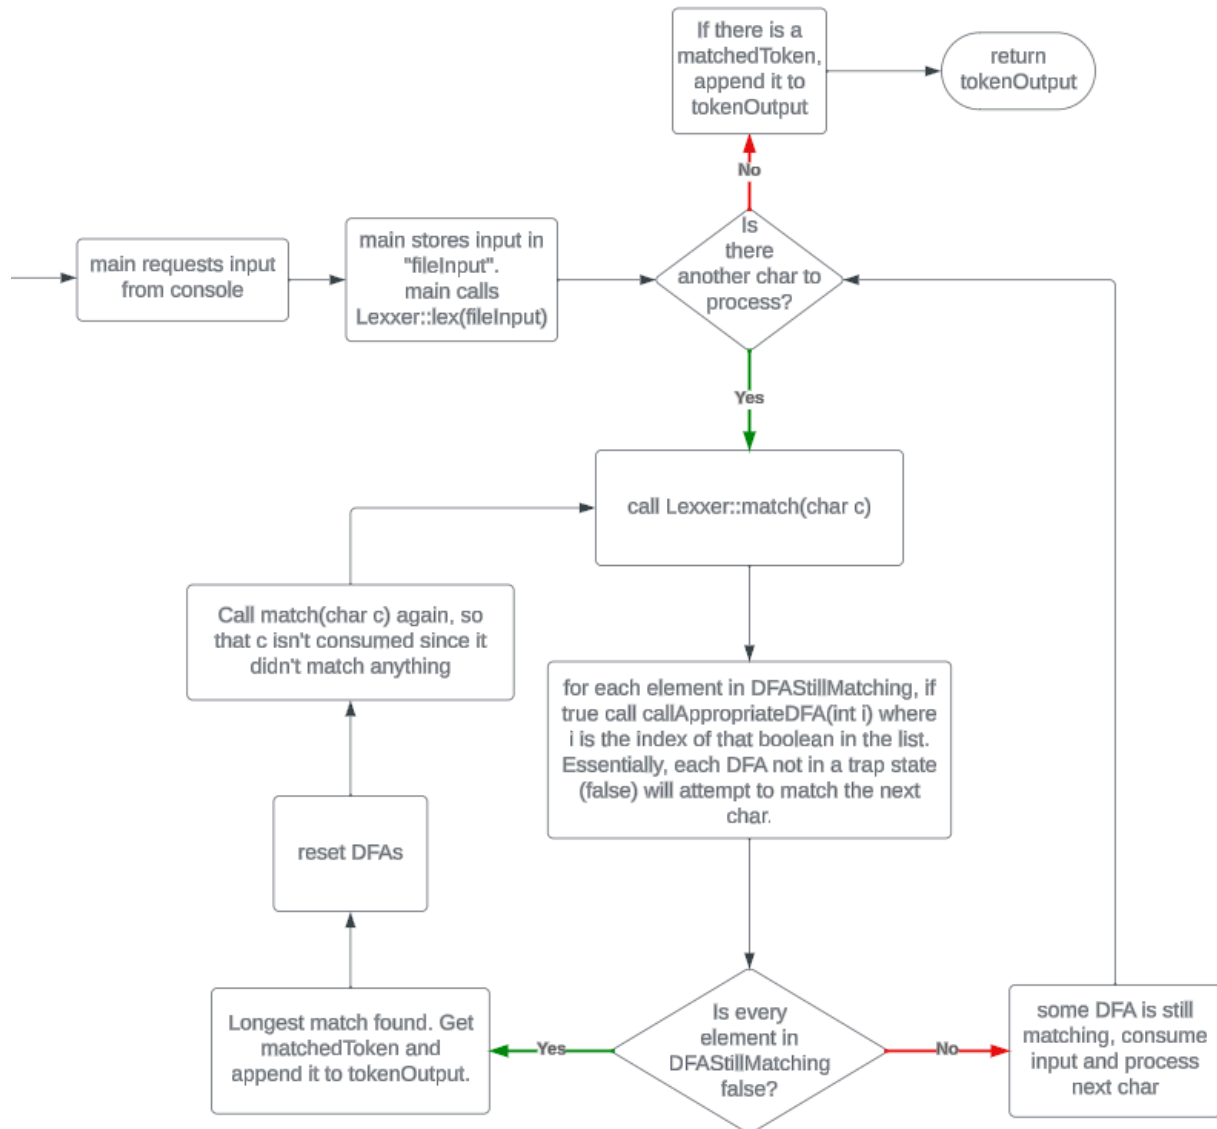 If there is a
matchedToken,
append it to
tokenOutput
return
tokenOutput
No
main requests input
from console
main stores input in
"fileInput".
main calls
Lexxer::lex(fileInput)
Is
there
another char to
process?
Yes
call Lexxer::match(char c)
Call match(char c) again, so
that c isn't consumed since it
didn't match anything
for each element in DFAStillMatching, if
true call callAppropriateDFA(int i) where
i is the index of that boolean in the list.
Essentially, each DFA not in a trap state
(false) will attempt to match the next
char.
reset DFAs
Longest match found. Get
matchedToken and
append it to tokenOutput.
Yes
Is every
element in
DFAStillMatching
false?
No
some DFA is still
matching, consume
input and process
next char